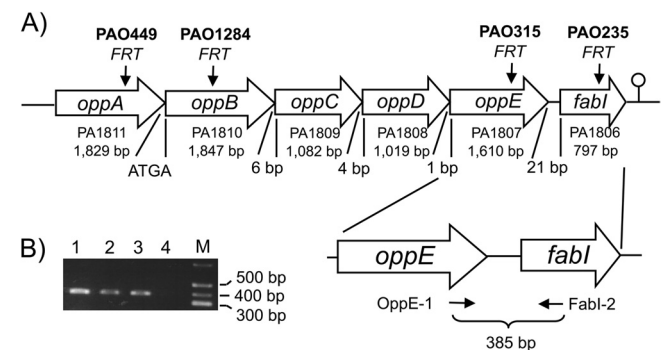 A)
PAO449 PAO1284 PAO315 PAO235
FRT FRT FRT FRT
oppA oppB oppC oppD oppE fabI
PA1811 PA1810 PA1809 PA1808 PA1807 PA1806
1,829 bp 1,847 bp 1,082 bp 1,019 bp 1,610 bp 797 bp
ATGA 6 bp 4 bp 1 bp 21 bp
B)
1 2 3 4 M
500 bp
400 bp
300 bp
oppE fabI
OppE-1 FabI-2
385 bp